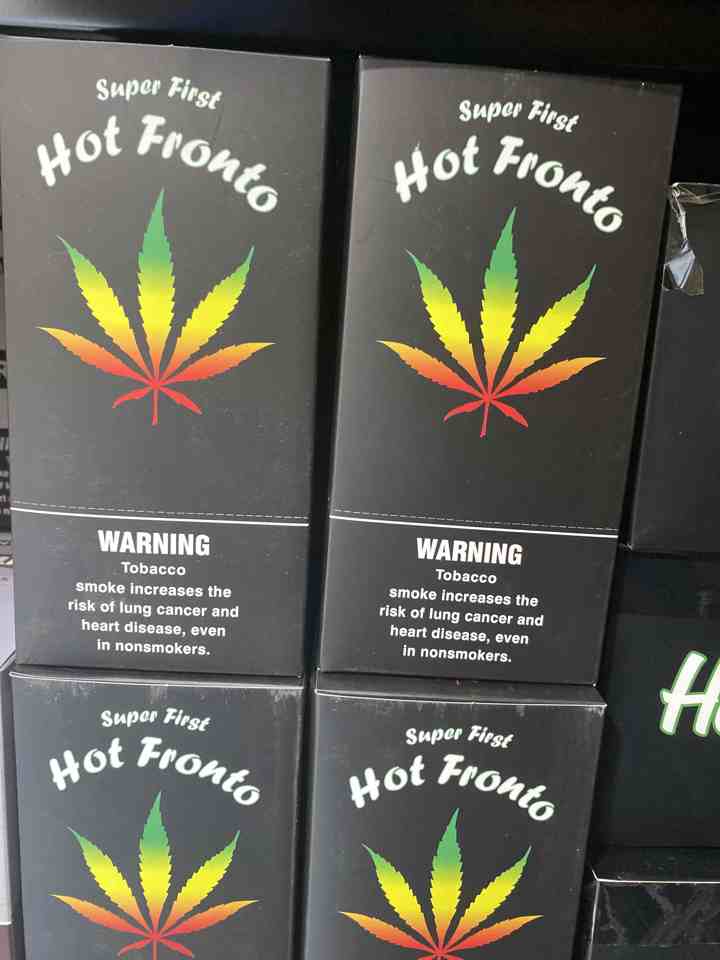 Super First
Hot Fronto
WARNING
Tobacco
smoke increases the
risk of lung cancer and
heart disease, even
in nonsmokers.
Super First
Hot Fronto
WARNING
Tobacco
smoke increases the
risk of lung cancer and
heart disease, even
in nonsmokers.
Super First
Hot Fronto
Super First
Hot Fronto